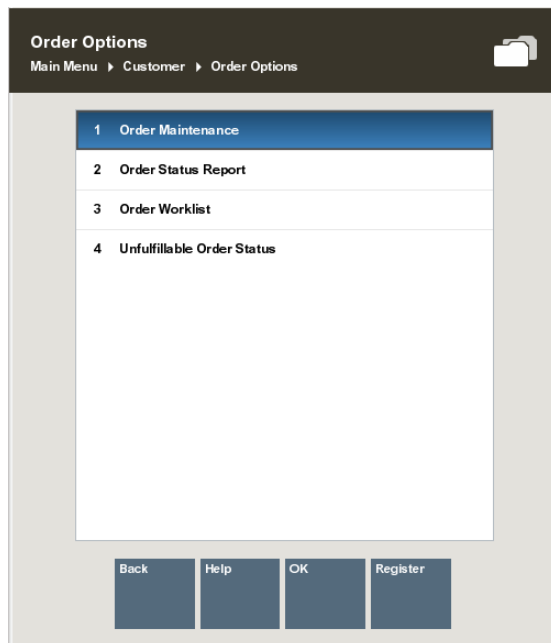 Order Options
Main Menu ▸ Customer ▸ Order Options
1 Order Maintenance
2 Order Status Report
3 Order Worklist
4 Unfulfillable Order Status
Back Help OK Register